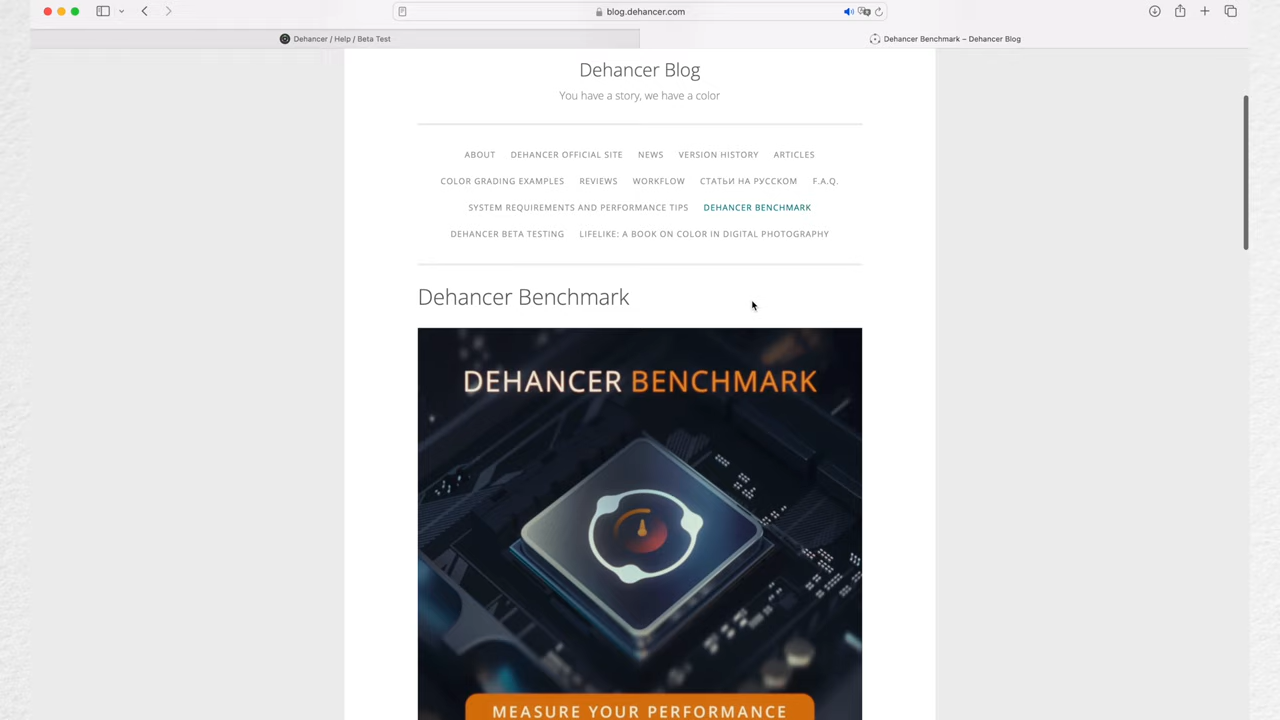 blog.dehancer.com
Dehancer / Help / Beta Test
Dehancer Benchmark – Dehancer Blog
Dehancer Blog
You have a story, we have a color
ABOUT DEHANCER OFFICIAL SITE NEWS VERSION HISTORY ARTICLES
COLOR GRADING EXAMPLES REVIEWS WORKFLOW СТАТЬИ НА РУССКОМ F.A.Q.
SYSTEM REQUIREMENTS AND PERFORMANCE TIPS DEHANCER BENCHMARK
DEHANCER BETA TESTING LIFELIKE: A BOOK ON COLOR IN DIGITAL PHOTOGRAPHY
Dehancer Benchmark
DEHANCER BENCHMARK
MEASURE YOUR PERFORMANCE